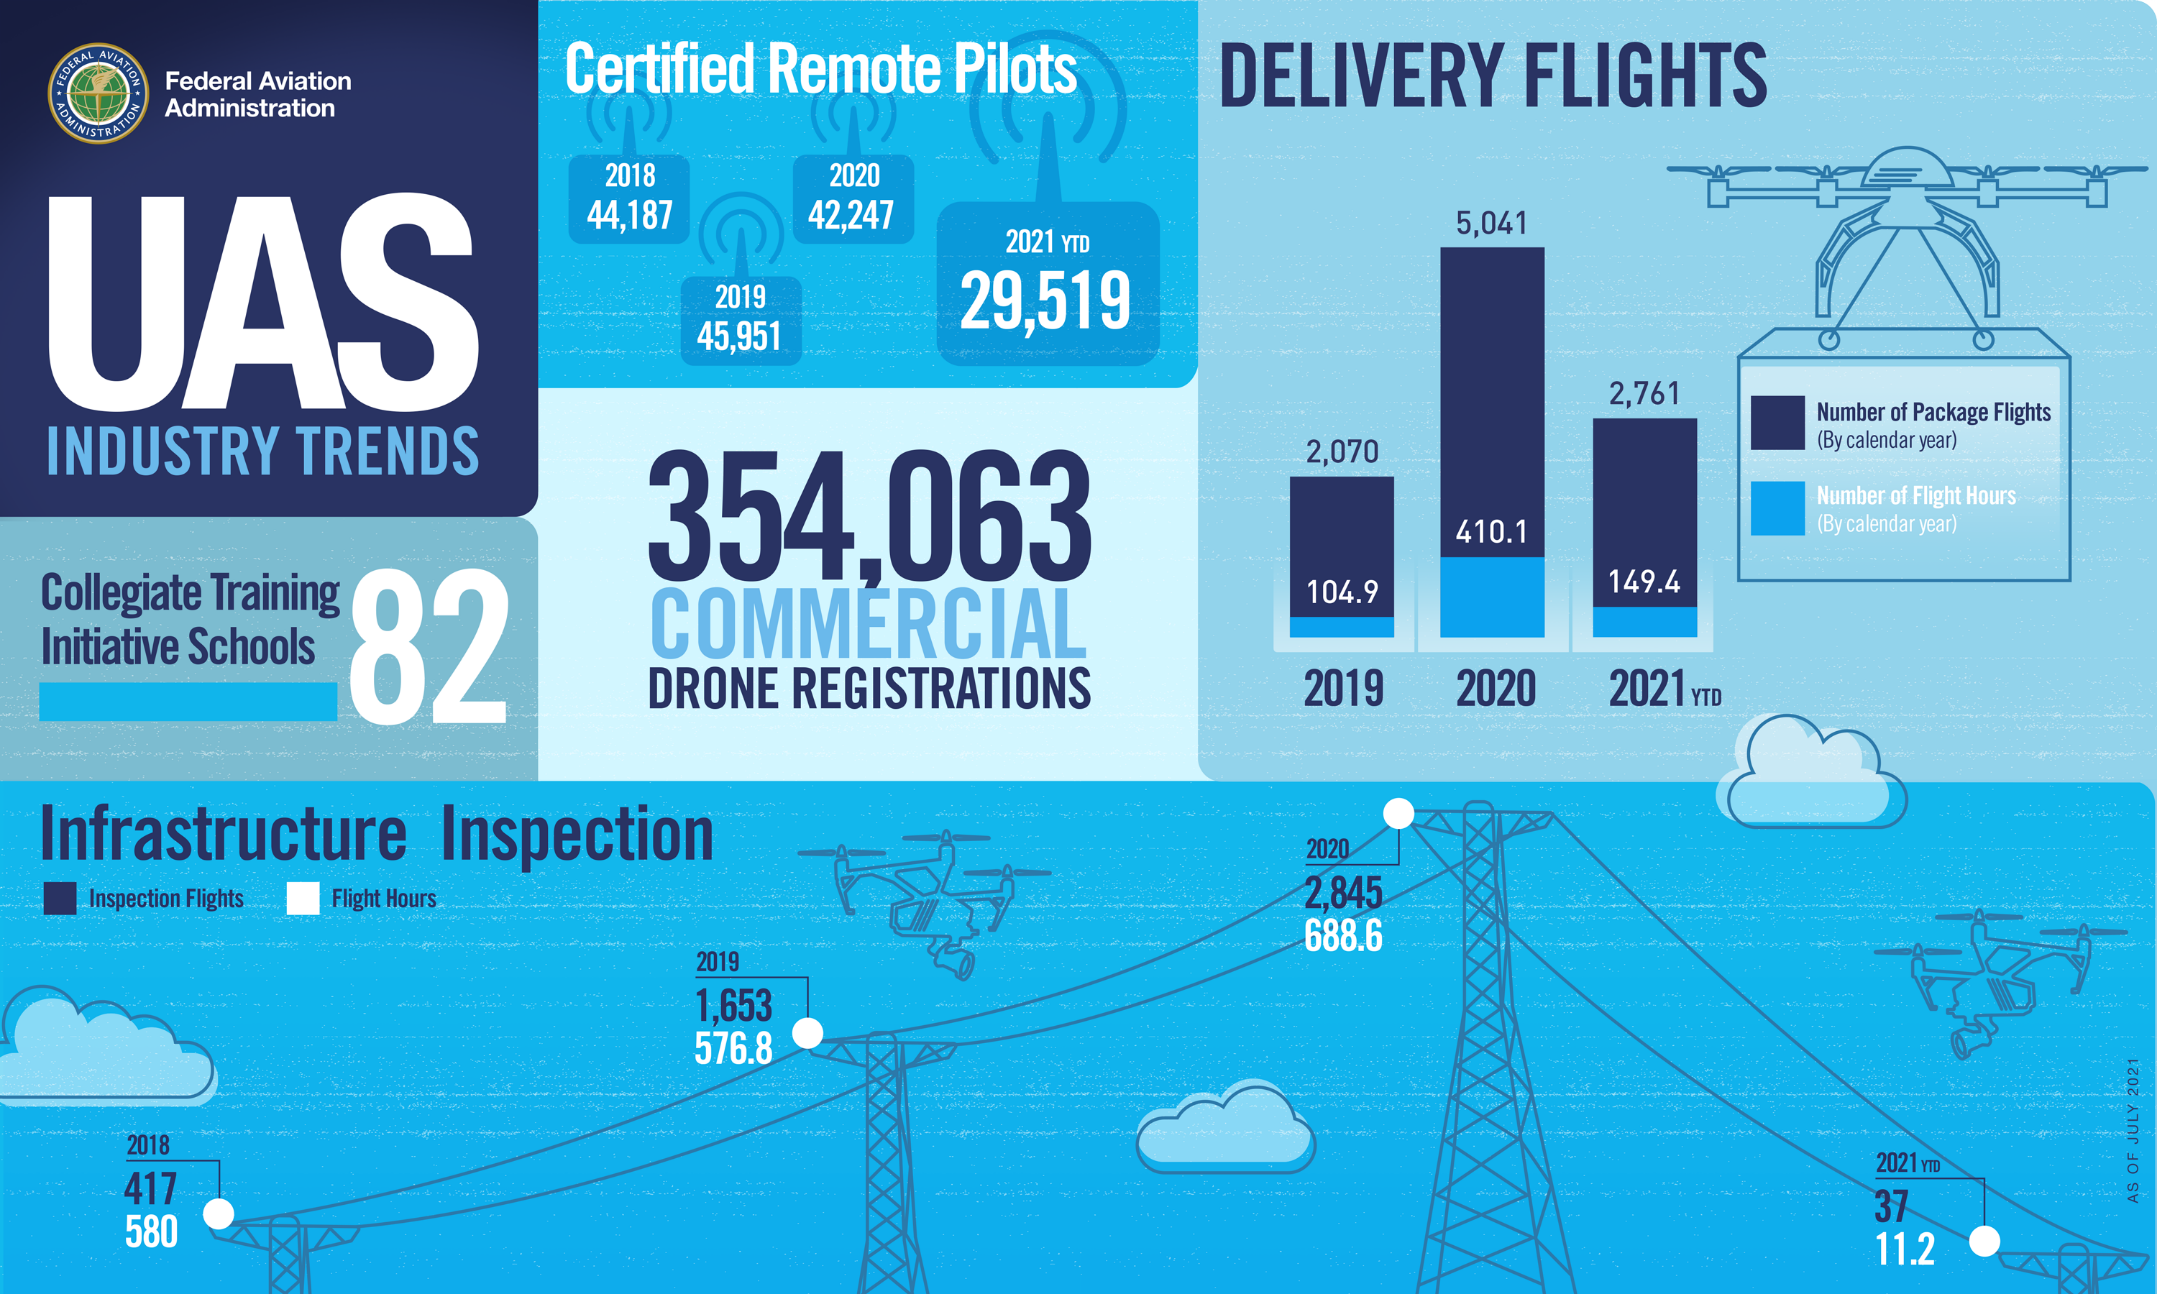 FEDERAL AVIATION
ADMINISTRATION
Federal Aviation
Administration
UAS
INDUSTRY TRENDS
Collegiate Training
Initiative Schools
82
Certified Remote Pilots
2018
44,187
2019
45,951
2020
42,247
2021 YTD
29,519
354,063
COMMERCIAL
DRONE REGISTRATIONS
DELIVERY FLIGHTS
2,070
104.9
2019
5,041
410.1
2020
2,761
149.4
2021 YTD
Number of Package Flights
(By calendar year)
Number of Flight Hours
(By calendar year)
Infrastructure Inspection
Inspection Flights
Flight Hours
2018
417
580
2019
1,653
576.8
2020
2,845
688.6
2021 YTD
37
11.2
AS OF JULY 2021